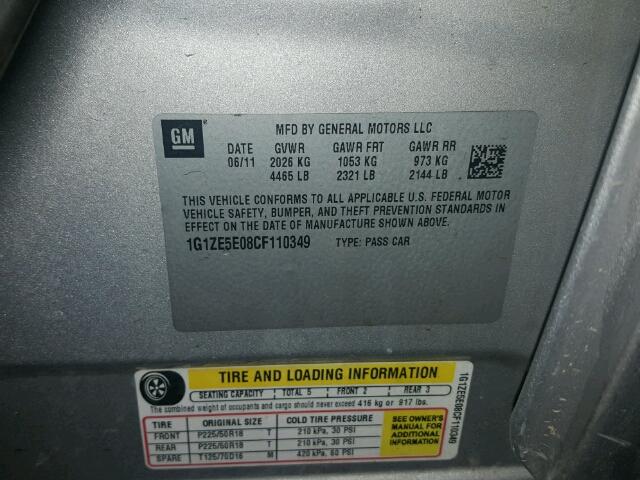 GM
MFD BY GENERAL MOTORS LLC
DATE GVWR GAWR FRT GAWR RR
06/11 2026 KG 1053 KG 973 KG
4465 LB 2321 LB 2144 LB
THIS VEHICLE CONFORMS TO ALL APPLICABLE U.S. FEDERAL MOTOR
VEHICLE SAFETY, BUMPER, AND THEFT PREVENTION STANDARDS IN
EFFECT ON THE DATE OF MANUFACTURE SHOWN ABOVE.
1G1ZE5E08CF110349 TYPE: PASS CAR
TIRE AND LOADING INFORMATION
SEATING CAPACITY TOTAL 5 FRONT 2 REAR 3
The combined weight of occupants and cargo should never exceed 416 kg or 917 lbs.
TIRE ORIGINAL SIZE COLD TIRE PRESSURE
FRONT P225/50R18 T 210 kPa, 30 PSI
REAR P225/50R18 T 210 kPa, 30 PSI
SPARE T125/70D16 M 420 kPa, 60 PSI
SEE OWNER'S
MANUAL FOR
ADDITIONAL
INFORMATION
1G1ZE5E08CF110349